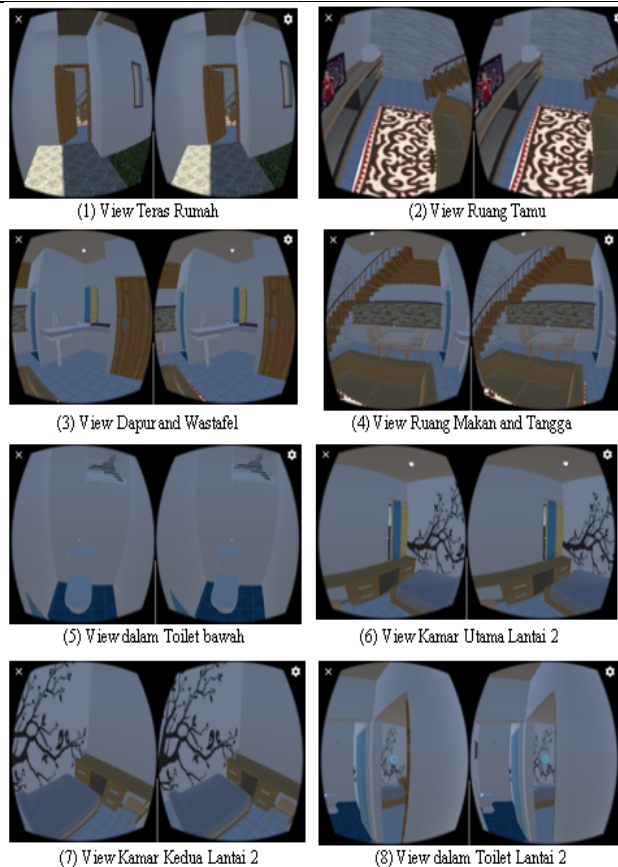 (1) View Teras Rumah
(2) View Ruang Tamu
(3) View Dapur and Wastafel
(4) View Ruang Makan and Tangga
(5) View dalam Toilet bawah
(6) View Kamar Utama Lantai 2
(7) View Kamar Kedua Lantai 2
(8) View dalam Toilet Lantai 2